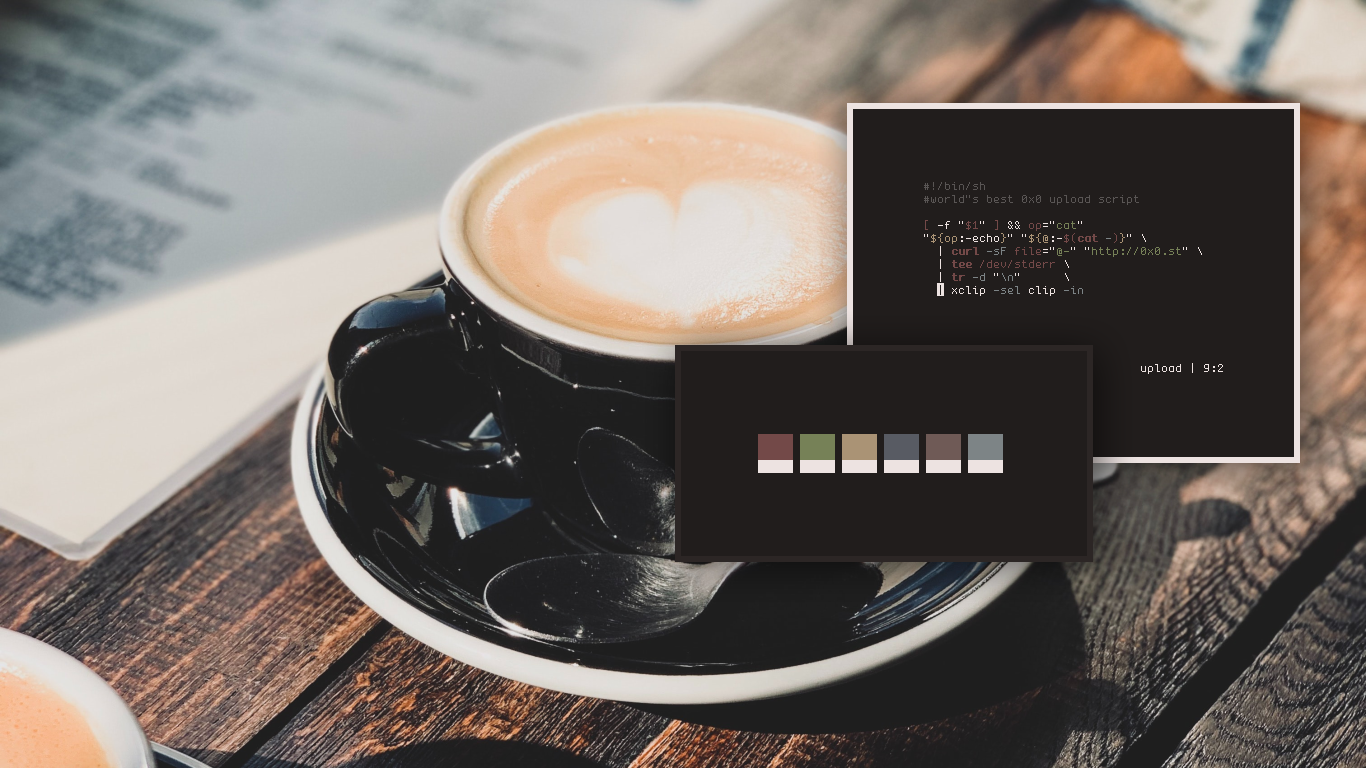 #!/bin/sh
#world"s best 0x0 upload script
[ -f "$1" ] && op="cat"
"${op:-echo}" "${@:-$(cat -)}" \
| curl -sF file="@-" "http://0x0.st" \
| tee /dev/stderr \
| tr -d "\n" \
| xclip -sel clip -in
upload | 9:2